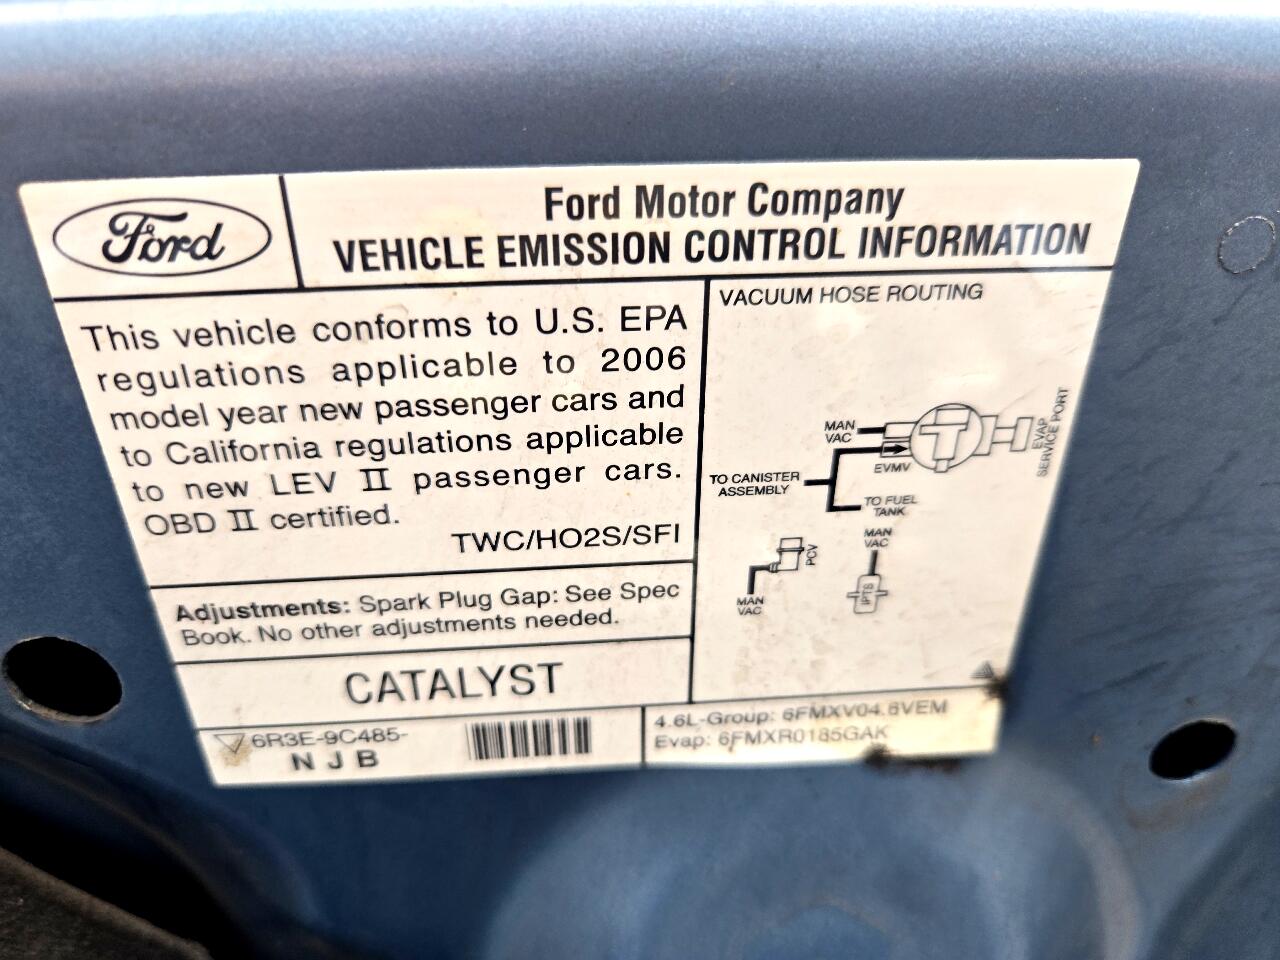 Ford
Ford Motor Company
VEHICLE EMISSION CONTROL INFORMATION
This vehicle conforms to U.S. EPA
regulations applicable to 2006
model year new passenger cars and
to California regulations applicable
to new LEV II passenger cars.
OBD II certified.
TWC/HO2S/SFI
Adjustments: Spark Plug Gap: See Spec
Book. No other adjustments needed.
CATALYST
6R3E-9C485-
N J B
VACUUM HOSE ROUTING
MAN
VAC
EVMV
EVAP
SERVICE PORT
TO CANISTER
ASSEMBLY
TO FUEL
TANK
PCV
MAN
VAC
MAN
VAC
IPTS
4.6L-Group: 6FMXV04.6VEM
Evap: 6FMXR0185GAK